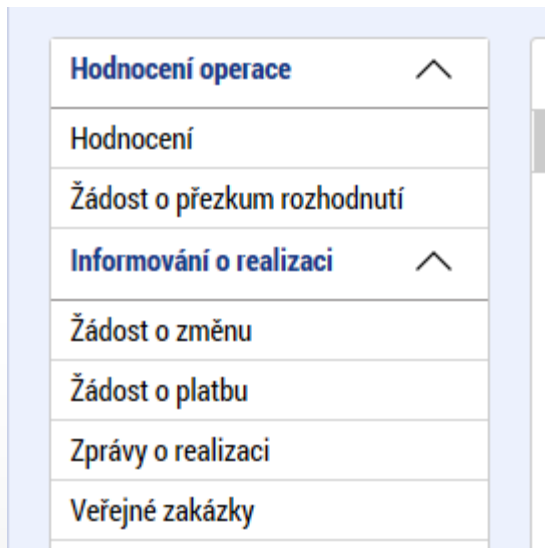 Hodnocení operace
Hodnocení
Žádost o přezkum rozhodnutí
Informování o realizaci
Žádost o změnu
Žádost o platbu
Zprávy o realizaci
Veřejné zakázky